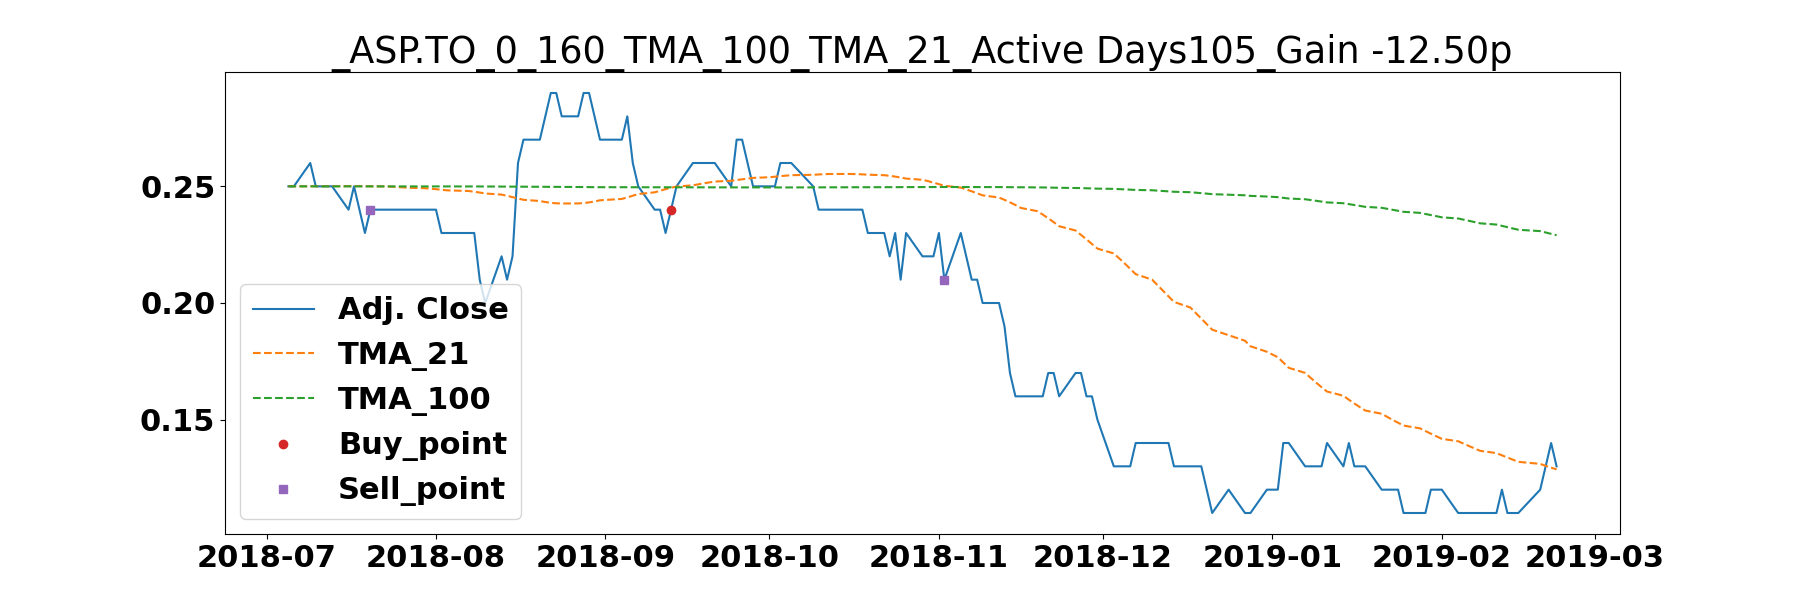 _ASP.TO_0_160_TMA_100_TMA_21_Active Days105_Gain -12.50p
0.25
0.20
0.15
Adj. Close
TMA_21
TMA_100
Buy_point
Sell_point
2018-07 2018-08 2018-09 2018-10 2018-11 2018-12 2019-01 2019-02 2019-03